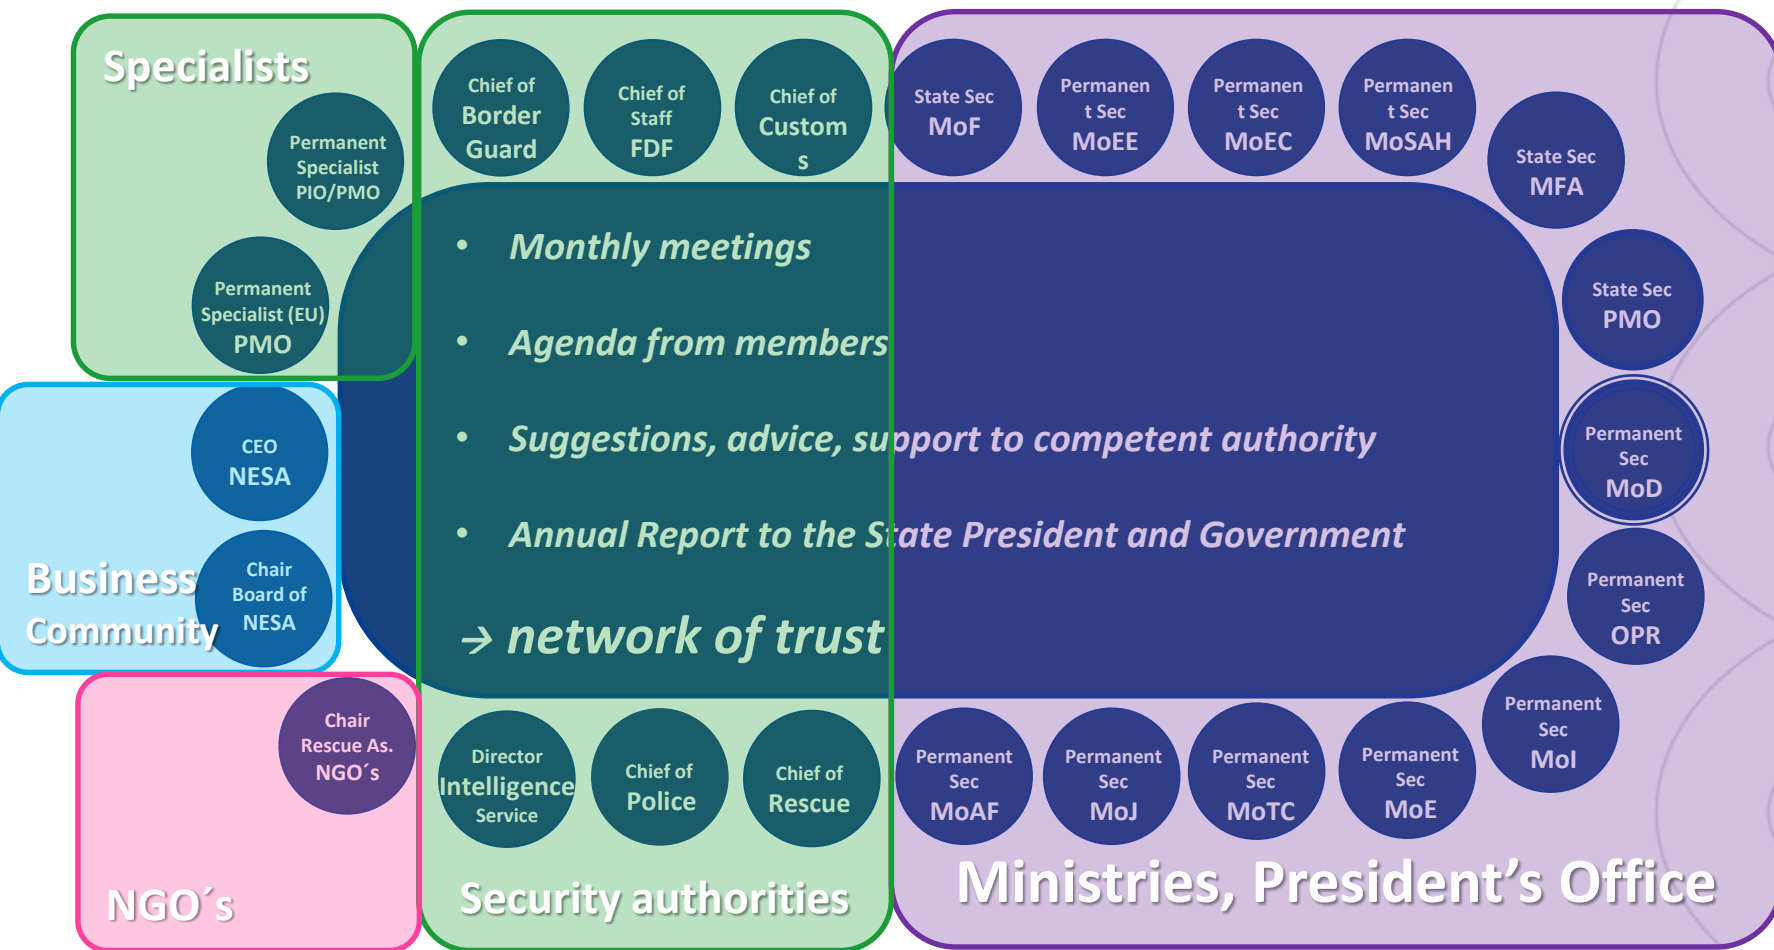 Specialists
Permanent
Specialist
PIO/PMO
Permanent
Specialist (EU)
PMO
CEO
NESA
Chair
Board of
NESA
Business
Community
Chair
Rescue As.
NGO´s
NGO´s
Chief of
Border
Guard
Chief of
Staff
FDF
Chief of
Custom
s
State Sec
MoF
Permanen
t Sec
MoEE
Permanen
t Sec
MoEC
Permanen
t Sec
MoSAH
State Sec
MFA
State Sec
PMO
Permanent
Sec
MoD
Permanent
Sec
OPR
Permanent
Sec
MoI
• Monthly meetings
• Agenda from members
• Suggestions, advice, support to competent authority
• Annual Report to the State President and Government
→ network of trust
Director
Intelligence
Service
Chief of
Police
Chief of
Rescue
Permanent
Sec
MoAF
Permanent
Sec
MoJ
Permanent
Sec
MoTC
Permanent
Sec
MoE
Security authorities
Ministries, President’s Office